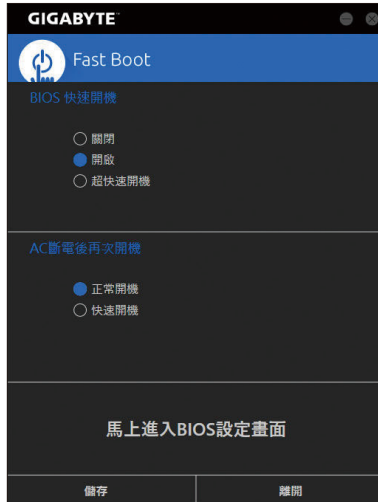 GIGABYTE™
Fast Boot
BIOS 快速開機
關閉
開啟
超快速開機
AC斷電後再次開機
正常開機
快速開機
馬上進入BIOS設定畫面
儲存
離開